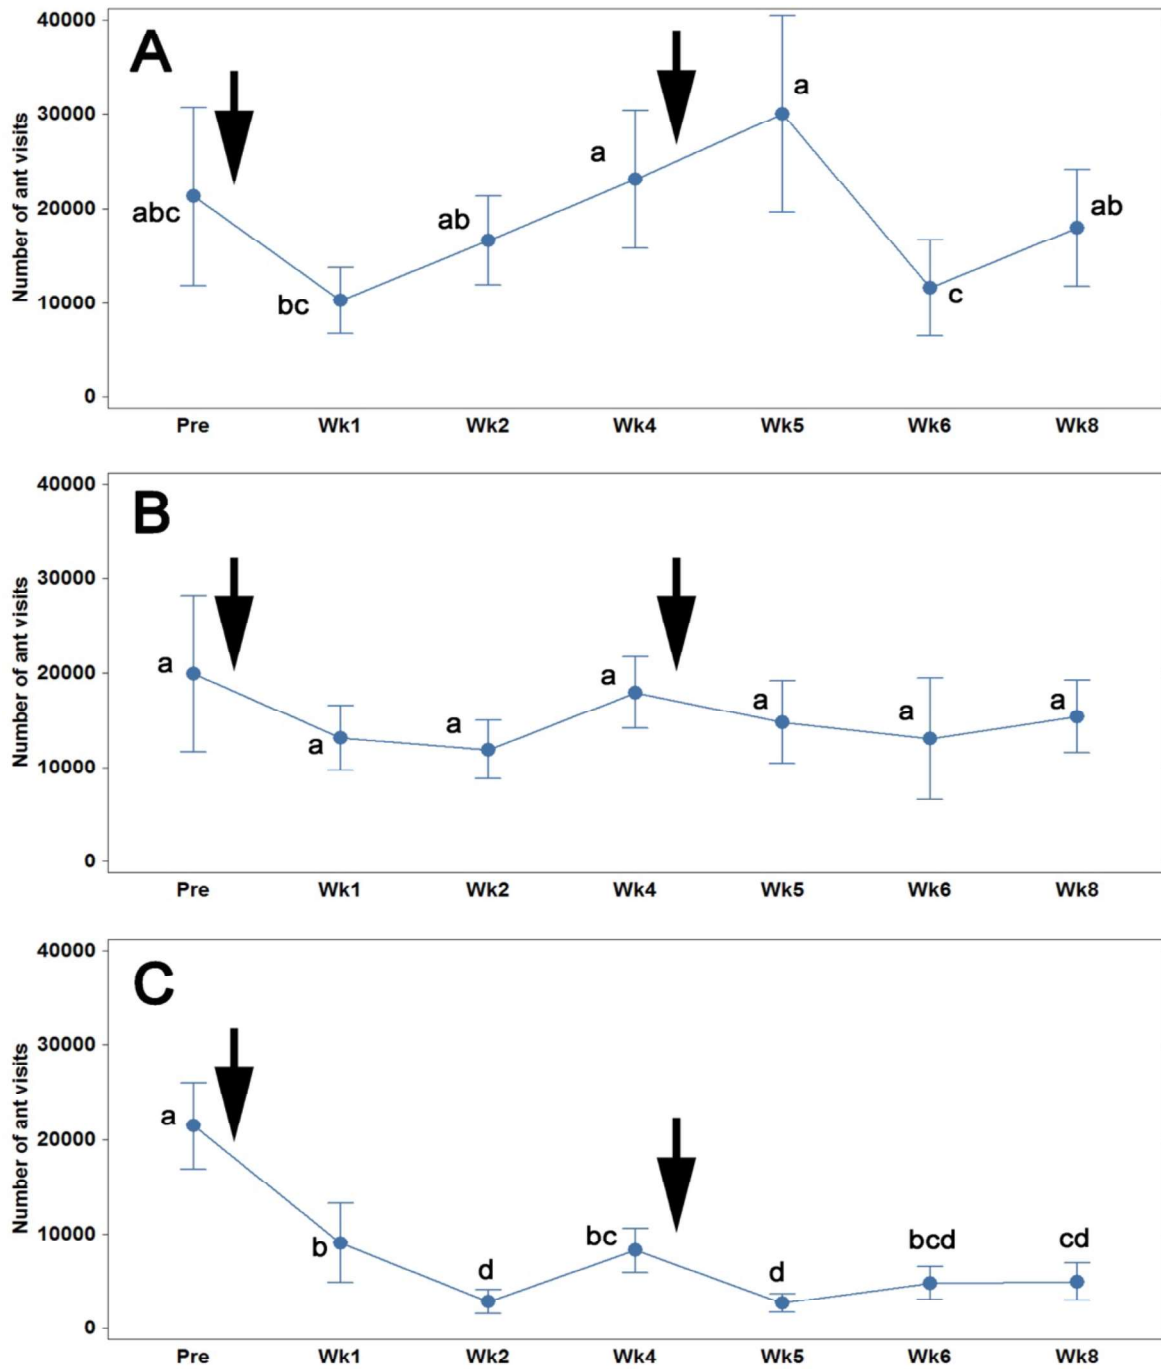 A
Number of ant visits
40000
30000
20000
10000
0
abc
bc
ab
a
a
c
ab
Pre Wk1 Wk2 Wk4 Wk5 Wk6 Wk8
B
Number of ant visits
40000
30000
20000
10000
0
a
a
a
a
a
a
a
Pre Wk1 Wk2 Wk4 Wk5 Wk6 Wk8
C
Number of ant visits
40000
30000
20000
10000
0
a
b
d
bc
d
bcd
cd
Pre Wk1 Wk2 Wk4 Wk5 Wk6 Wk8